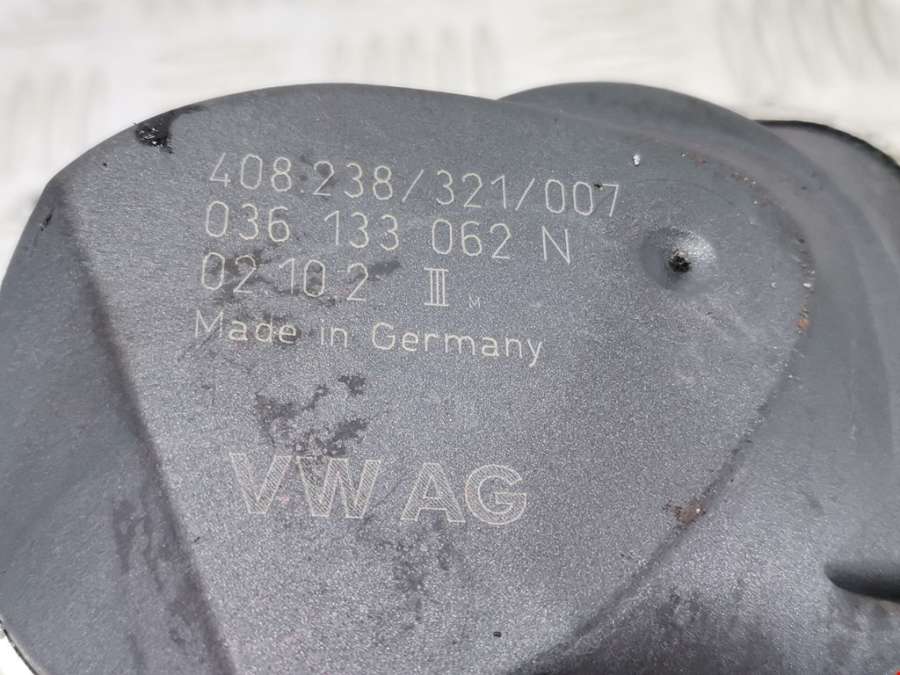 408.238/321/007
036 133 062 N
02 10.2 III M
Made in Germany
VW AG